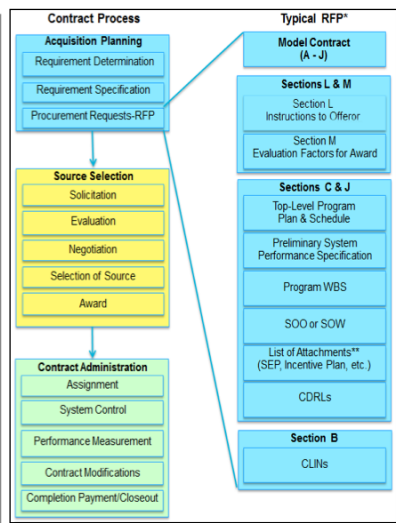 Contract Process
Acquisition Planning
Requirement Determination
Requirement Specification
Procurement Requests-RFP
Source Selection
Solicitation
Evaluation
Negotiation
Selection of Source
Award
Contract Administration
Assignment
System Control
Performance Measurement
Contract Modifications
Completion Payment/Closeout
Typical RFP*
Model Contract
(A - J)
Sections L & M
Section L
Instructions to Offeror
Section M
Evaluation Factors for Award
Sections C & J
Top-Level Program
Plan & Schedule
Preliminary System
Performance Specification
Program WBS
SOO or SOW
List of Attachments**
(SEP, Incentive Plan, etc.)
CDRLs
Section B
CLINs